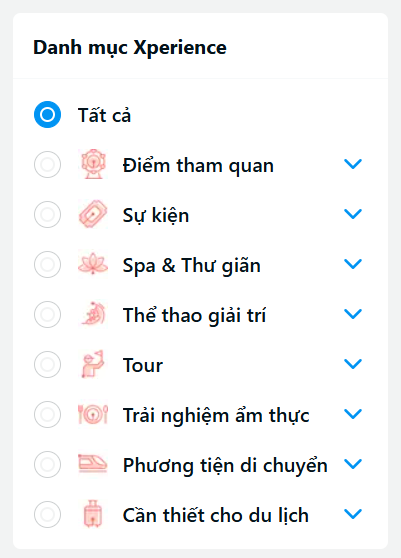 Danh mục Xperience
Tất cả
Điểm tham quan
Sự kiện
Spa & Thư giãn
Thể thao giải trí
Tour
Trải nghiệm ẩm thực
Phương tiện di chuyển
Cần thiết cho du lịch